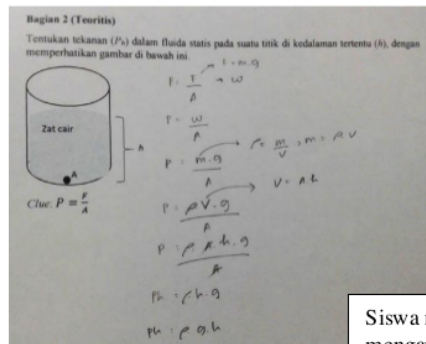 Bagian 2 (Teoritis)
Tentukan tekanan (Pₕ) dalam fluida statis pada suatu titik di kedalaman tertentu (h), dengan
memperhatikan gambar di bawah ini.
Zat cair
h
A
Clue: P = F/A
P = F/A → w
P = w/A
P = m.g/A
ρ = m/V , m = ρV
P = ρV.g/A
V = A h
P = ρ A h.g/A
Ph = ρh.g
Ph = ρ g.h
Siswa